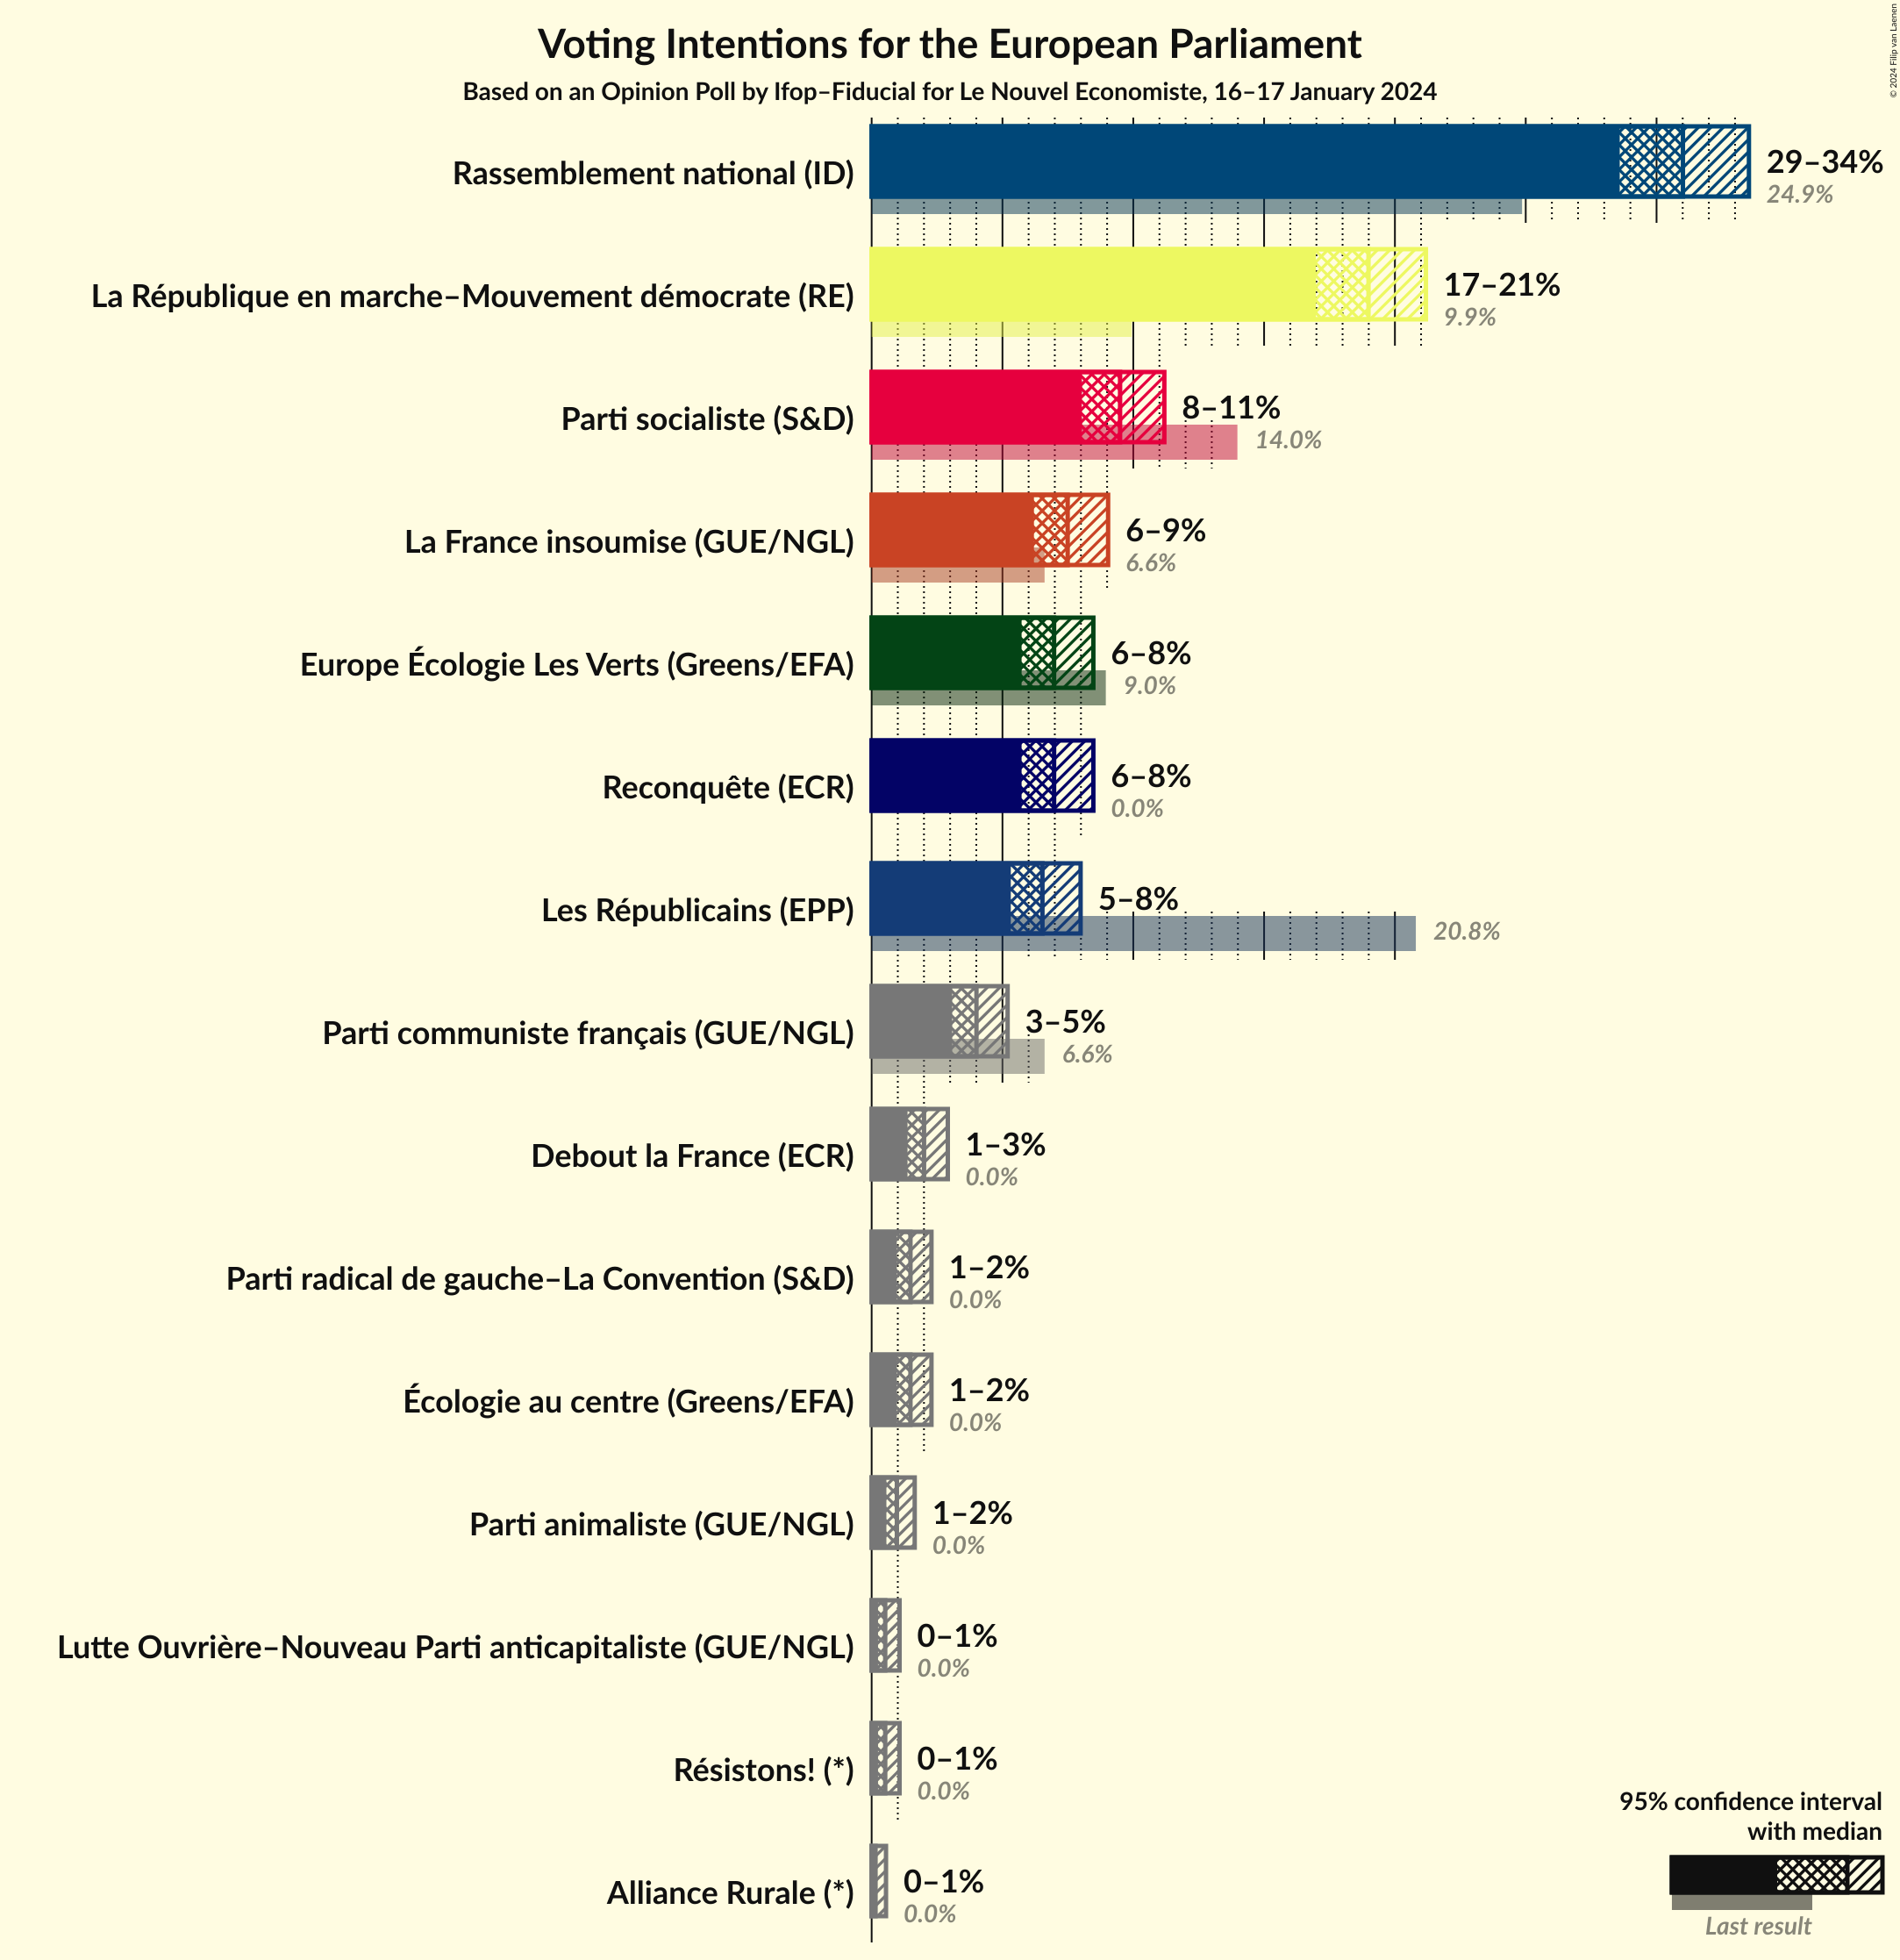 Voting Intentions for the European Parliament
Based on an Opinion Poll by Ifop–Fiducial for Le Nouvel Economiste, 16–17 January 2024
© 2024 Filip van Laenen
Rassemblement national (ID)
29–34%
24.9%
La République en marche–Mouvement démocrate (RE)
17–21%
9.9%
Parti socialiste (S&D)
8–11%
14.0%
La France insoumise (GUE/NGL)
6–9%
6.6%
Europe Écologie Les Verts (Greens/EFA)
6–8%
9.0%
Reconquête (ECR)
6–8%
0.0%
Les Républicains (EPP)
5–8%
20.8%
Parti communiste français (GUE/NGL)
3–5%
6.6%
Debout la France (ECR)
1–3%
0.0%
Parti radical de gauche–La Convention (S&D)
1–2%
0.0%
Écologie au centre (Greens/EFA)
1–2%
0.0%
Parti animaliste (GUE/NGL)
1–2%
0.0%
Lutte Ouvrière–Nouveau Parti anticapitaliste (GUE/NGL)
0–1%
0.0%
Résistons! (*)
0–1%
0.0%
Alliance Rurale (*)
0–1%
0.0%
95% confidence interval
with median
Last result